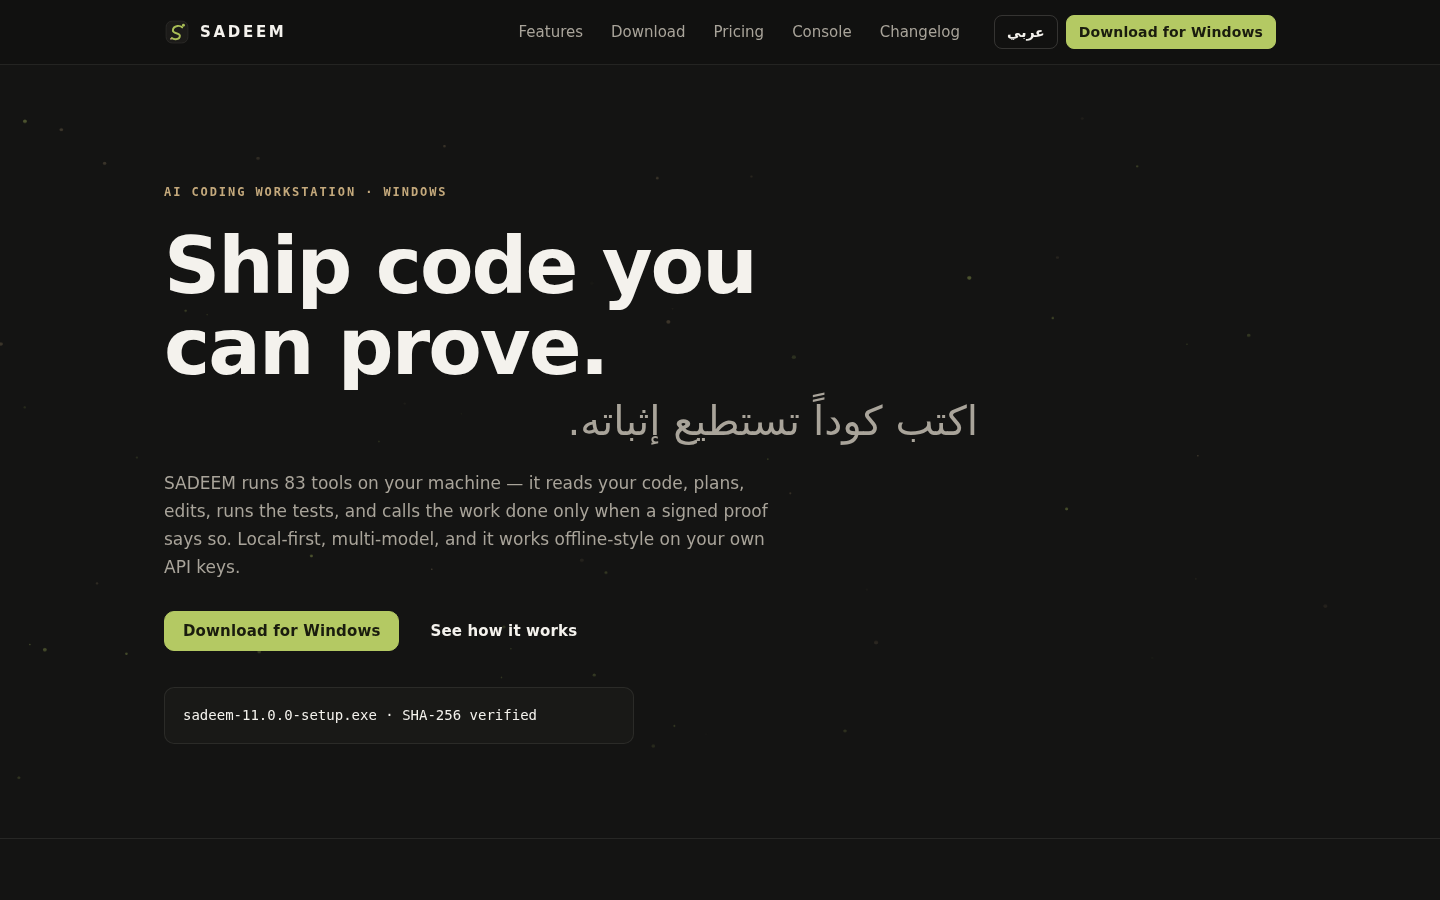 SADEEM
Features
Download
Pricing
Console
Changelog
عربي
Download for Windows
AI CODING WORKSTATION · WINDOWS
Ship code you
can prove.
اكتب كوداً تستطيع إثباته.
SADEEM runs 83 tools on your machine — it reads your code, plans,
edits, runs the tests, and calls the work done only when a signed proof
says so. Local-first, multi-model, and it works offline-style on your own
API keys.
Download for Windows
See how it works
sadeem-11.0.0-setup.exe · SHA-256 verified